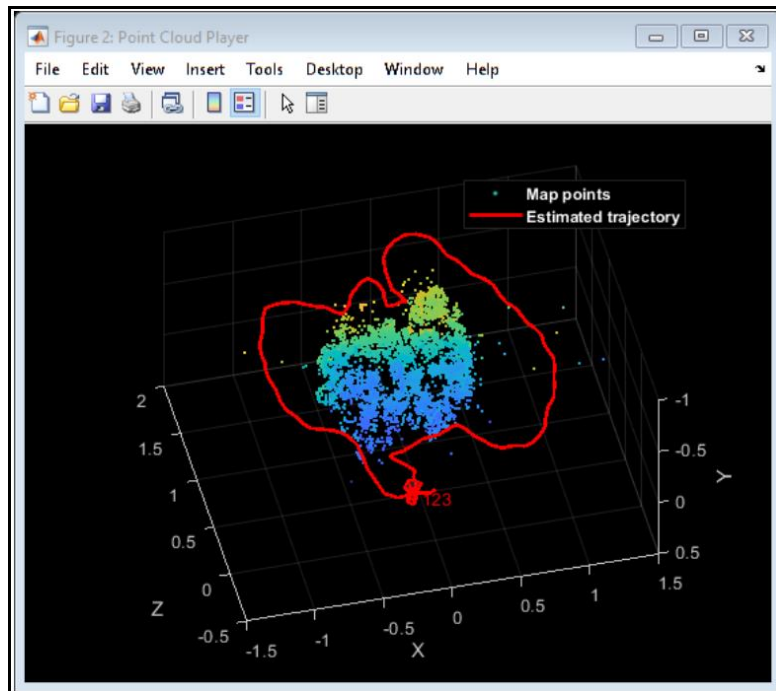 Figure 2: Point Cloud Player
File Edit View Insert Tools Desktop Window Help
Map points
Estimated trajectory
2
1.5
1
0.5
0
-0.5
Z
-1.5
-1
-0.5
0
0.5
1
1.5
X
-1
-0.5
0
0.5
Y
123